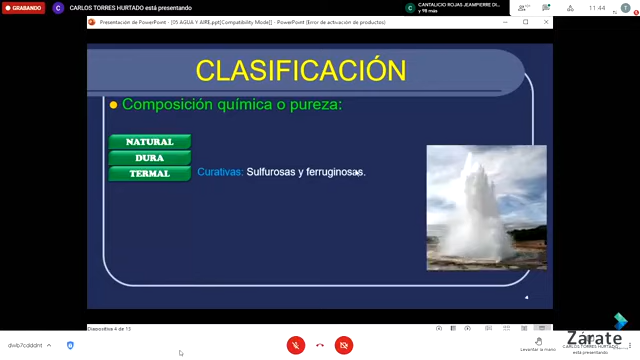 GRABANDO
C CARLOS TORRES HURTADO está presentando
C CANTALICIO ROJAS JEANPIERRE DI...
y 98 más
11:44
T
Presentación de PowerPoint - [05 AGUA Y AIRE.ppt[Compatibility Mode]] - PowerPoint (Error de activación de productos)
CLASIFICACIÓN
Composición química o pureza:
NATURAL
DURA
TERMAL
Curativas: Sulfurosas y ferruginosas.
4
Diapositiva 4 de 13
Zárate
Levantar la mano
CARLOS TORRES HURTADO
está presentando